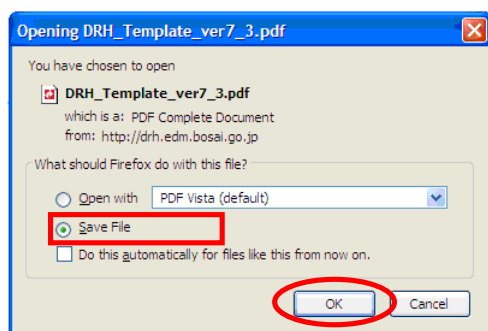 Opening DRH_Template_ver7_3.pdf
You have chosen to open
DRH_Template_ver7_3.pdf
which is a: PDF Complete Document
from: http://drh.edm.bosai.go.jp
What should Firefox do with this file?
Open with PDF Vista (default)
Save File
Do this automatically for files like this from now on.
OK Cancel